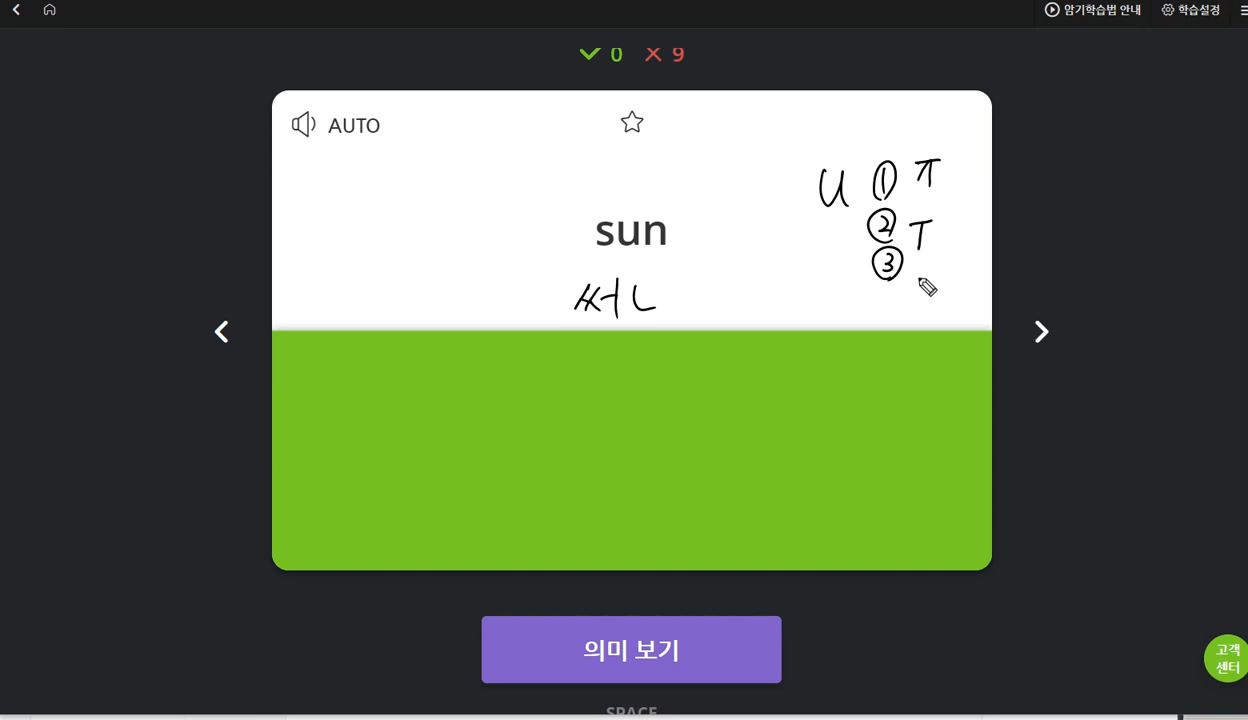 암기학습법 안내 학습설정
0 9
AUTO
u ① ㅠ
② ㅜ
sun
③
써ㄴ
의미 보기
고객
센터
SPACE